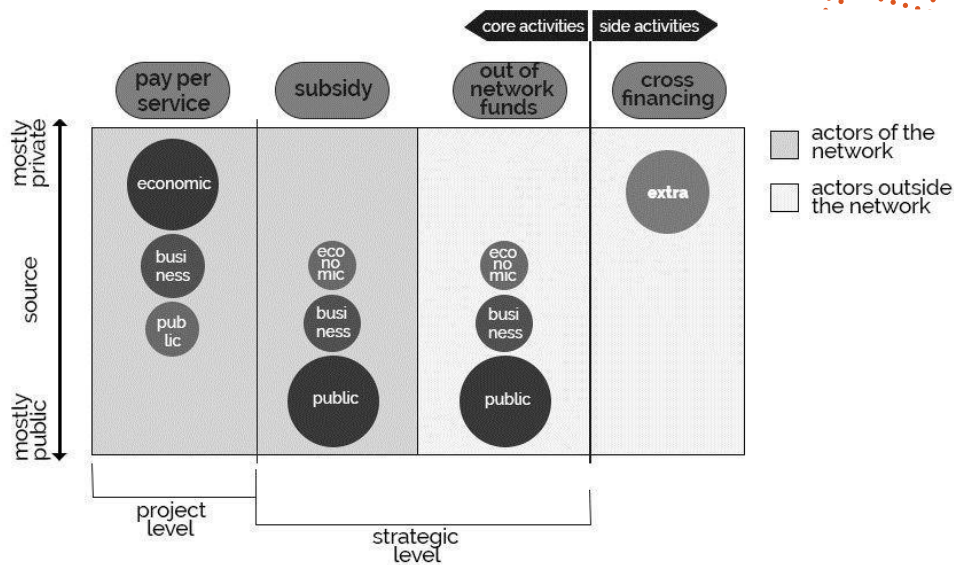 core activities
side activities
pay per
service
subsidy
out of
network
funds
cross
financing
mostly
private
source
mostly
public
economic
busi
ness
pub
lic
eco
no
mic
busi
ness
public
eco
no
mic
busi
ness
public
extra
actors of the
network
actors outside
the network
project
level
strategic
level